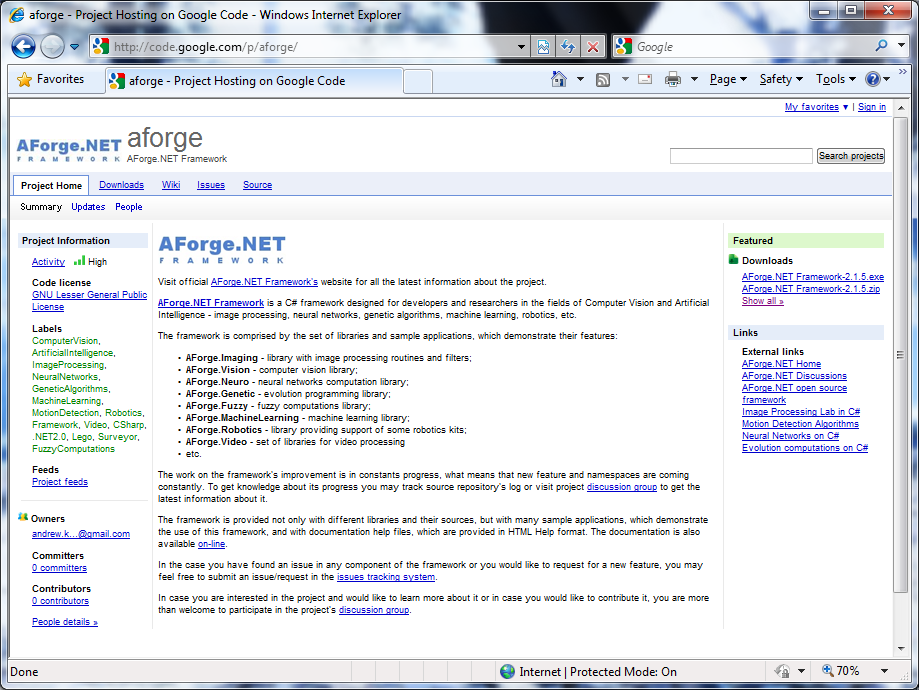 aforge - Project Hosting on Google Code - Windows Internet Explorer
http://code.google.com/p/aforge/
Google
Favorites
aforge - Project Hosting on Google Code
Page
Safety
Tools
»
My favorites ▼ | Sign in
AForge.NET
FRAMEWORK
aforge
AForge.NET Framework
Search projects
Project Home
Downloads
Wiki
Issues
Source
Summary
Updates
People
Project Information
Activity
High
Code license
GNU Lesser General Public
License
Labels
ComputerVision,
ArtificialIntelligence,
ImageProcessing,
NeuralNetworks,
GeneticAlgorithms,
MachineLearning,
MotionDetection, Robotics,
Framework, Video, CSharp,
.NET2.0, Lego, Surveyor,
FuzzyComputations
Feeds
Project feeds
Owners
andrew.k...@gmail.com
Committers
0 committers
Contributors
0 contributors
People details »
AForge.NET
FRAMEWORK
Visit official AForge.NET Framework's website for all the latest information about the project.
AForge.NET Framework is a C# framework designed for developers and researchers in the fields of Computer Vision and Artificial
Intelligence - image processing, neural networks, genetic algorithms, machine learning, robotics, etc.
The framework is comprised by the set of libraries and sample applications, which demonstrate their features:
• AForge.Imaging - library with image processing routines and filters;
• AForge.Vision - computer vision library;
• AForge.Neuro - neural networks computation library;
• AForge.Genetic - evolution programming library;
• AForge.Fuzzy - fuzzy computations library;
• AForge.MachineLearning - machine learning library;
• AForge.Robotics - library providing support of some robotics kits;
• AForge.Video - set of libraries for video processing
• etc.
The work on the framework's improvement is in constants progress, what means that new feature and namespaces are coming
constantly. To get knowledge about its progress you may track source repository's log or visit project discussion group to get the
latest information about it.
The framework is provided not only with different libraries and their sources, but with many sample applications, which demonstrate
the use of this framework, and with documentation help files, which are provided in HTML Help format. The documentation is also
available on-line.
In the case you have found an issue in any component of the framework or you would like to request for a new feature, you may
feel free to submit an issue/request in the issues tracking system.
In case you are interested in the project and would like to learn more about it or in case you would like to contribute it, you are more
than welcome to participate in the project's discussion group.
Featured
Downloads
AForge.NET Framework-2.1.5.exe
AForge.NET Framework-2.1.5.zip
Show all »
Links
External links
AForge.NET Home
AForge.NET Discussions
AForge.NET open source
framework
Image Processing Lab in C#
Motion Detection Algorithms
Neural Networks on C#
Evolution computations on C#
Done
Internet | Protected Mode: On
70%